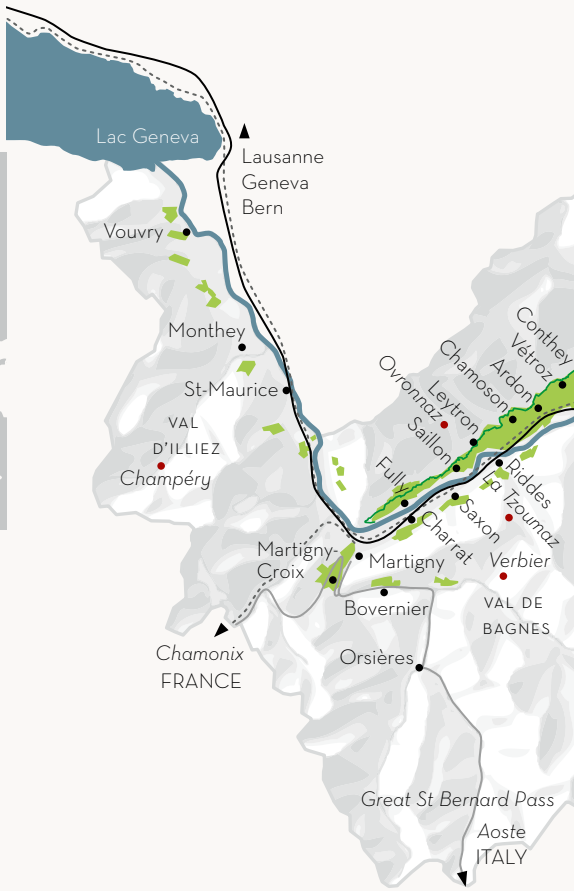 Lac Geneva
Lausanne
Geneva
Bern
Vouvry
Monthey
St-Maurice
VAL
D'ILLIEZ
Champéry
Conthey
Vétroz
Ardon
Chamoson
Leytron
Ovronnaz
Saillon
Fully
Riddes
La Tzoumaz
Saxon
Charrat
Martigny-
Croix
Martigny
Verbier
Bovernier
VAL DE
BAGNES
Chamonix
FRANCE
Orsières
Great St Bernard Pass
Aoste
ITALY